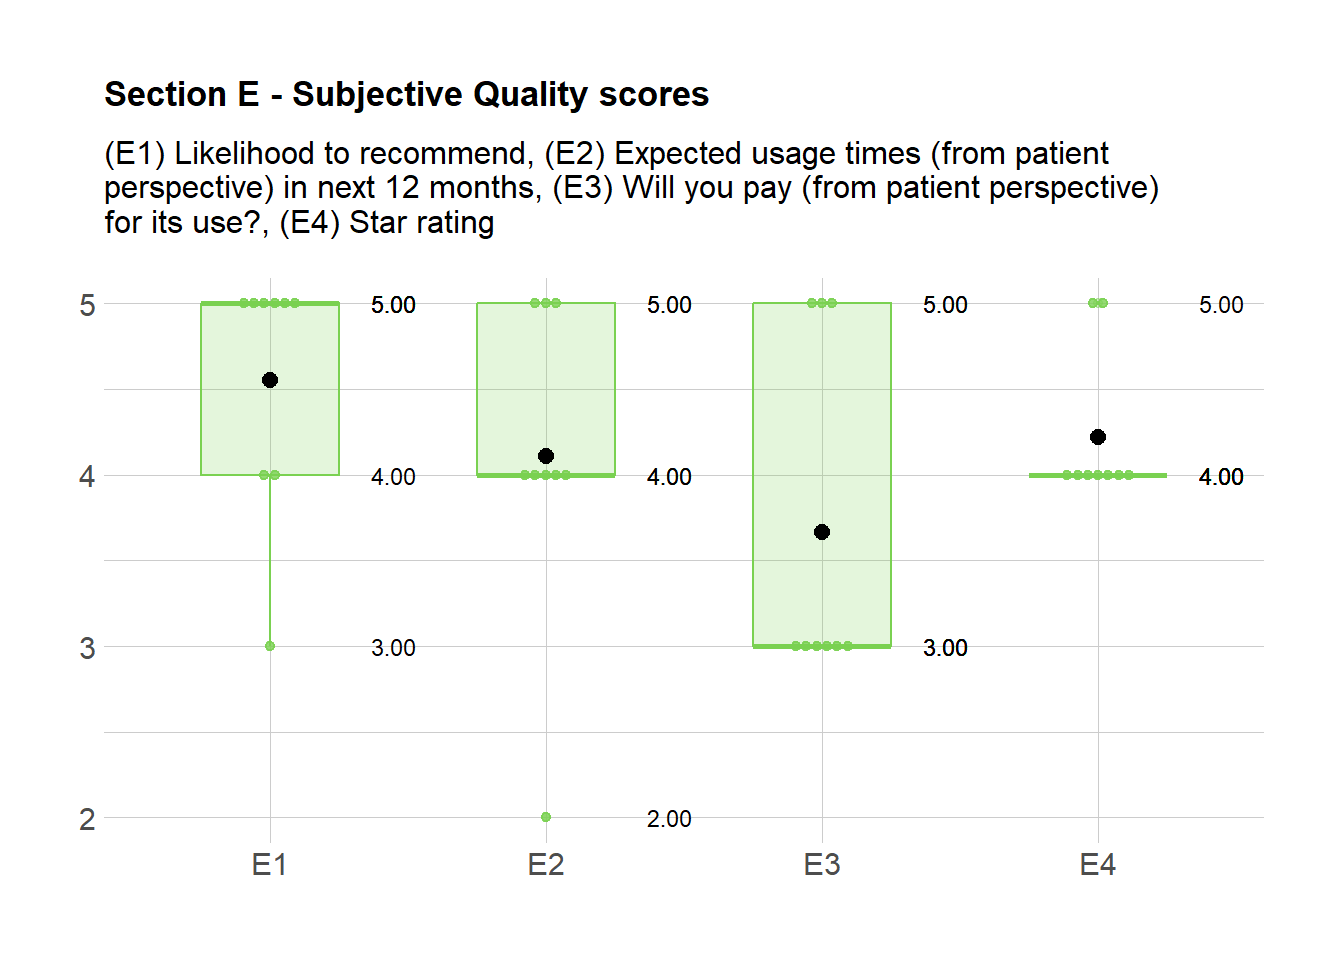 Section E - Subjective Quality scores
(E1) Likelihood to recommend, (E2) Expected usage times (from patient
perspective) in next 12 months, (E3) Will you pay (from patient perspective)
for its use?, (E4) Star rating
5
5.00
5.00
5.00
5.00
4
4.00
4.00
4.00
3
3.00
3.00
2
2.00
E1
E2
E3
E4